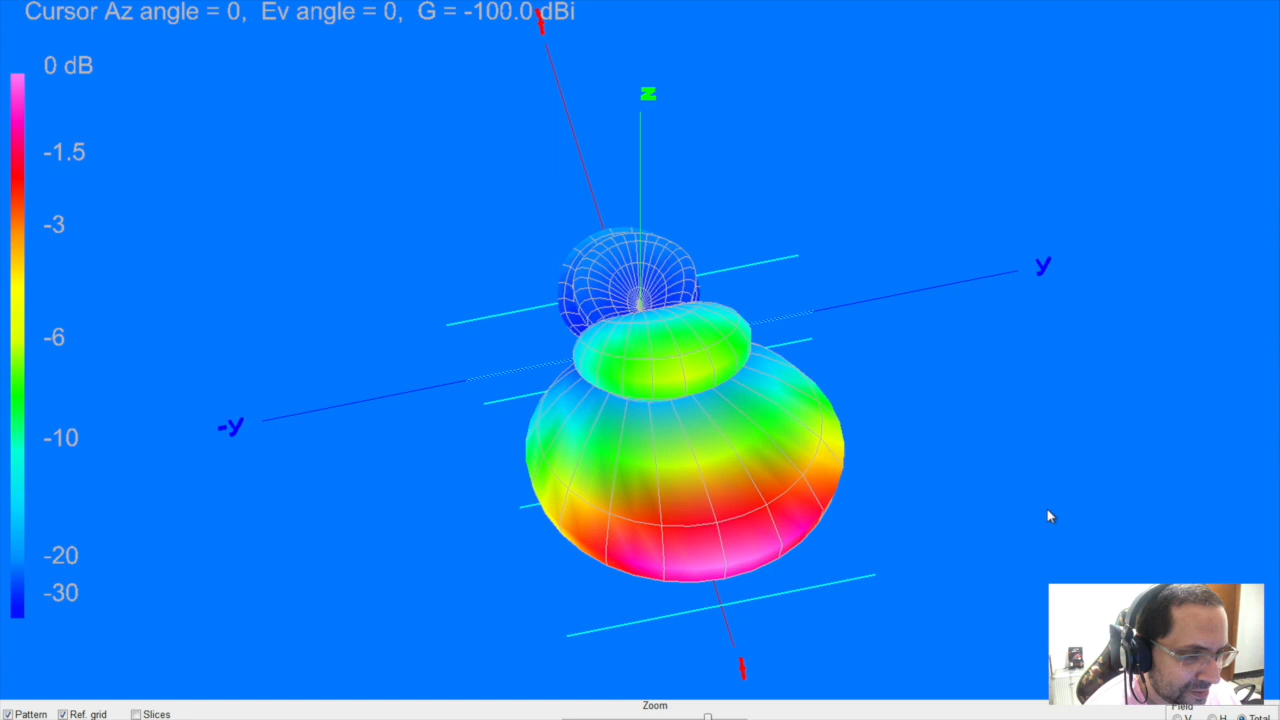 Cursor Az angle = 0, Ev angle = 0, G = -100.0 dBi
0 dB
-1.5
-3
-6
-10
-20
-30
z
y
-y
Pattern
Ref. grid
Slices
Zoom
Field
V
H
Total